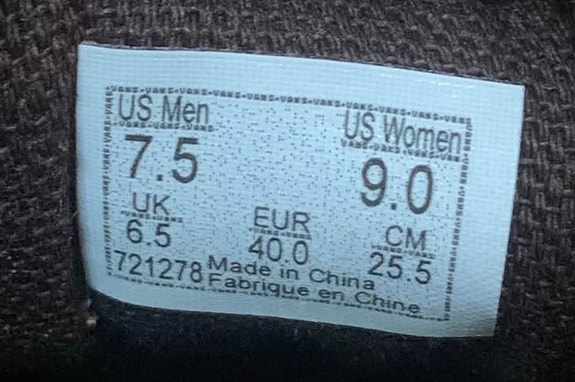 US Men US Women
7.5 9.0
UK EUR CM
6.5 40.0 25.5
721278 Made in China
Fabrique en Chine